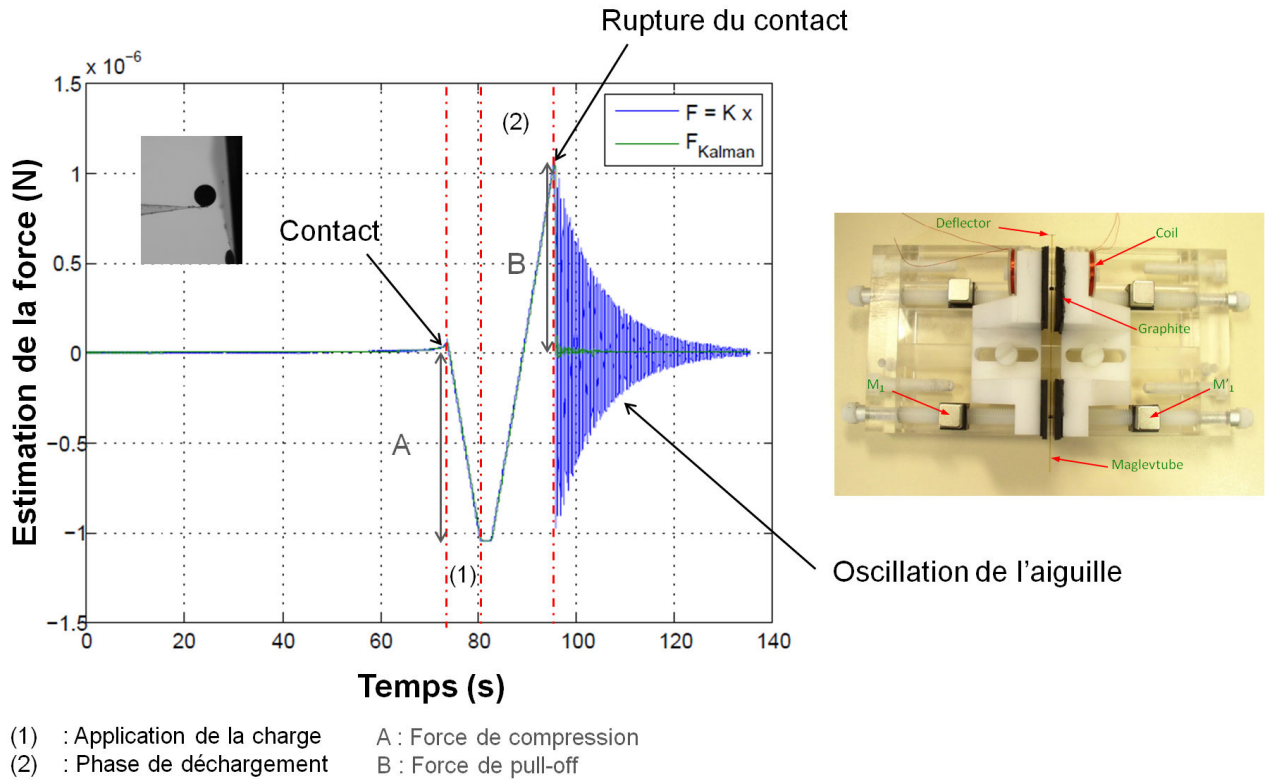 Rupture du contact
x 10^-6
1.5
1
0.5
0
−0.5
−1
−1.5
0
20
40
60
80
100
120
140
Estimation de la force (N)
Temps (s)
(2)
F = K x
F_Kalman
Contact
B
A
(1)
Oscillation de l'aiguille
Deflector
Coil
Graphite
M₁
M'₁
Maglevtube
(1) : Application de la charge
A : Force de compression
(2) : Phase de déchargement
B : Force de pull-off